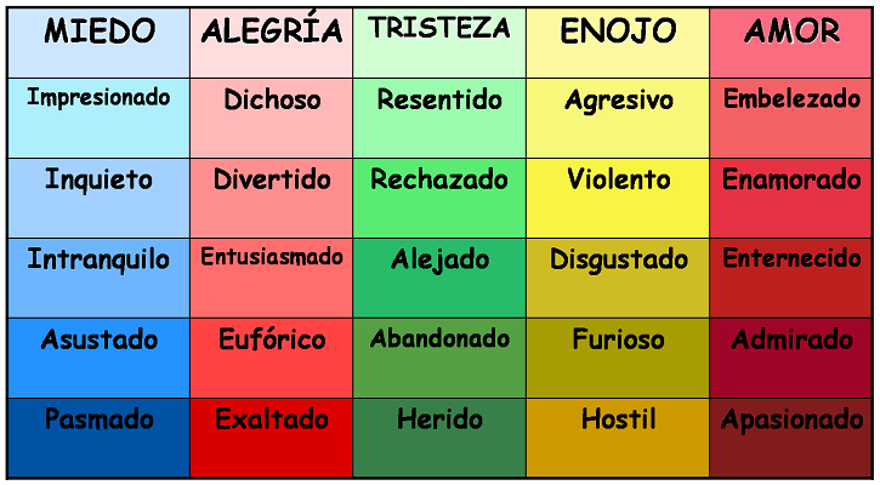 MIEDO ALEGRÍA TRISTEZA ENOJO AMOR
Impresionado Dichoso Resentido Agresivo Embelezado
Inquieto Divertido Rechazado Violento Enamorado
Intranquilo Entusiasmado Alejado Disgustado Enternecido
Asustado Eufórico Abandonado Furioso Admirado
Pasmado Exaltado Herido Hostil Apasionado